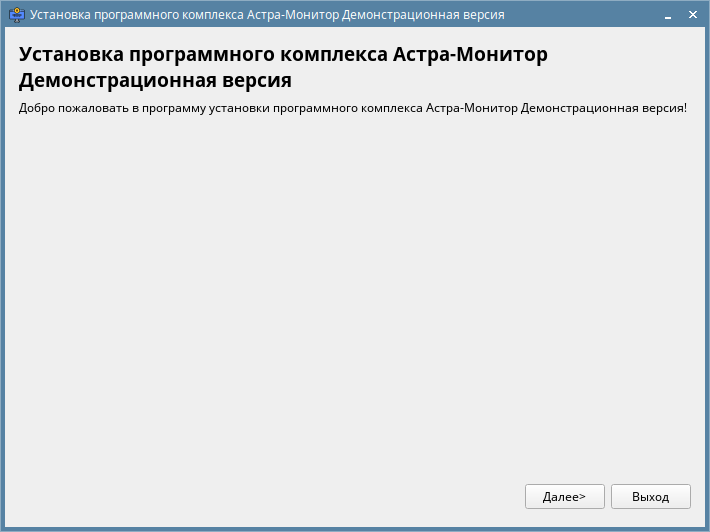 Установка программного комплекса Астра-Монитор Демонстрационная версия
Установка программного комплекса Астра-Монитор
Демонстрационная версия
Добро пожаловать в программу установки программного комплекса Астра-Монитор Демонстрационная версия!
Далее>
Выход